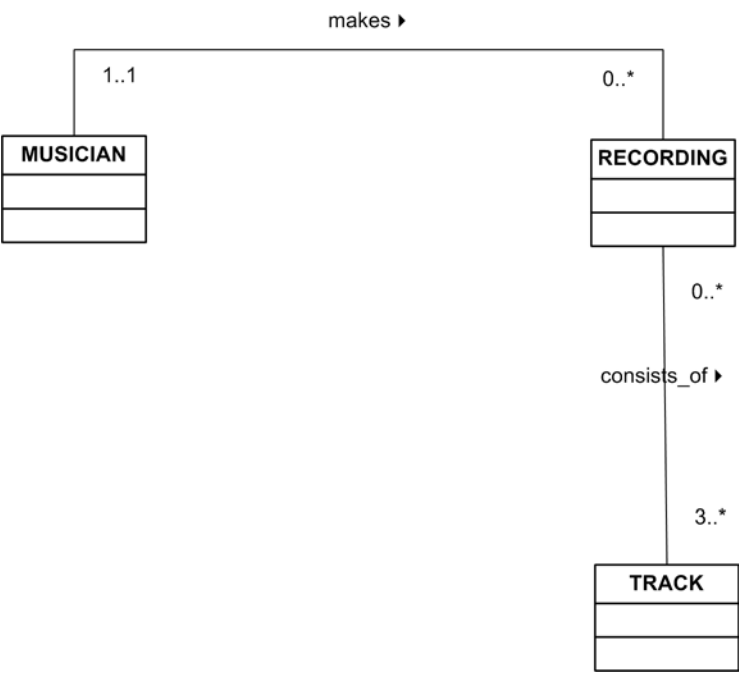 makes ▶
1..1
0..*
MUSICIAN
RECORDING
0..*
consists_of ▶
3..*
TRACK